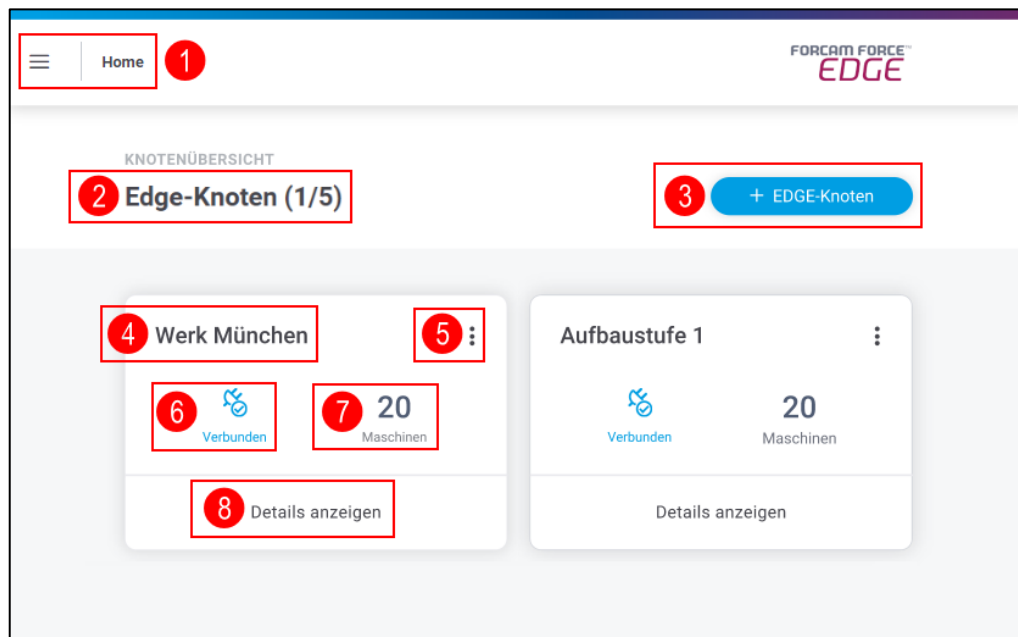 Home 1
FORCAM FORCE™
EDGE
KNOTENÜBERSICHT
2 Edge-Knoten (1/5)
3 + EDGE-Knoten
4 Werk München 5
6 Verbunden
7 20
Maschinen
8 Details anzeigen
Aufbaustufe 1
Verbunden
20
Maschinen
Details anzeigen